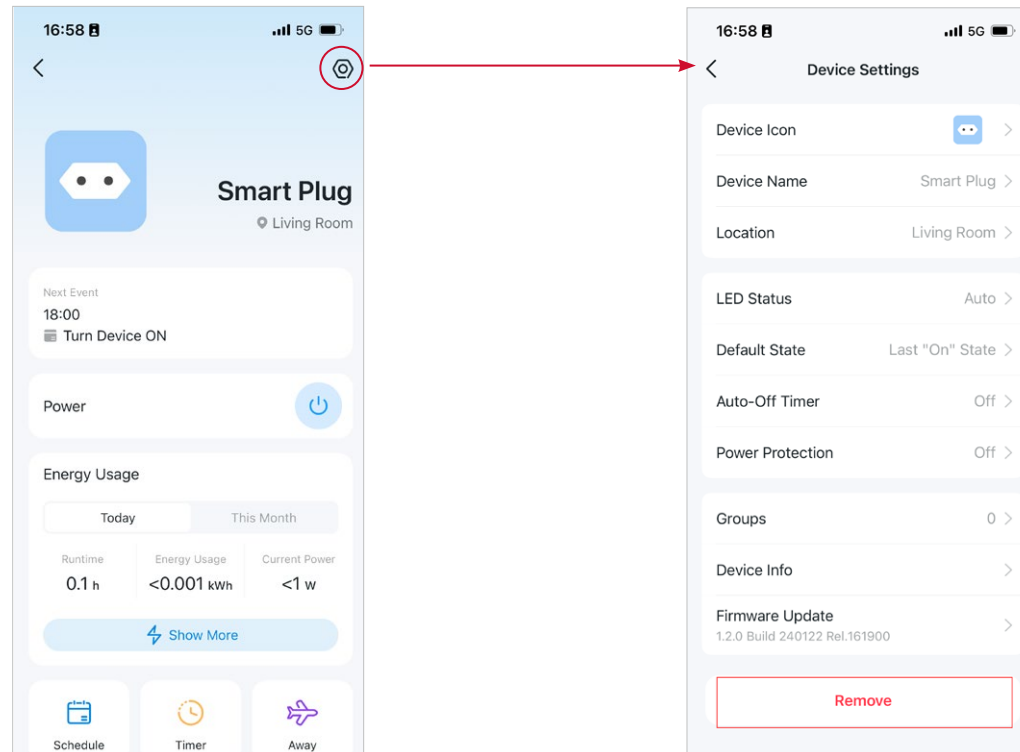 16:58 5G
Smart Plug
Living Room
Next Event
18:00
Turn Device ON
Power
Energy Usage
Today This Month
Runtime Energy Usage Current Power
0.1 h <0.001 kWh <1 w
Show More
Schedule Timer Away
16:58 5G
Device Settings
Device Icon
Device Name Smart Plug
Location Living Room
LED Status Auto
Default State Last "On" State
Auto-Off Timer Off
Power Protection Off
Groups 0
Device Info
Firmware Update
1.2.0 Build 240122 Rel.161900
Remove